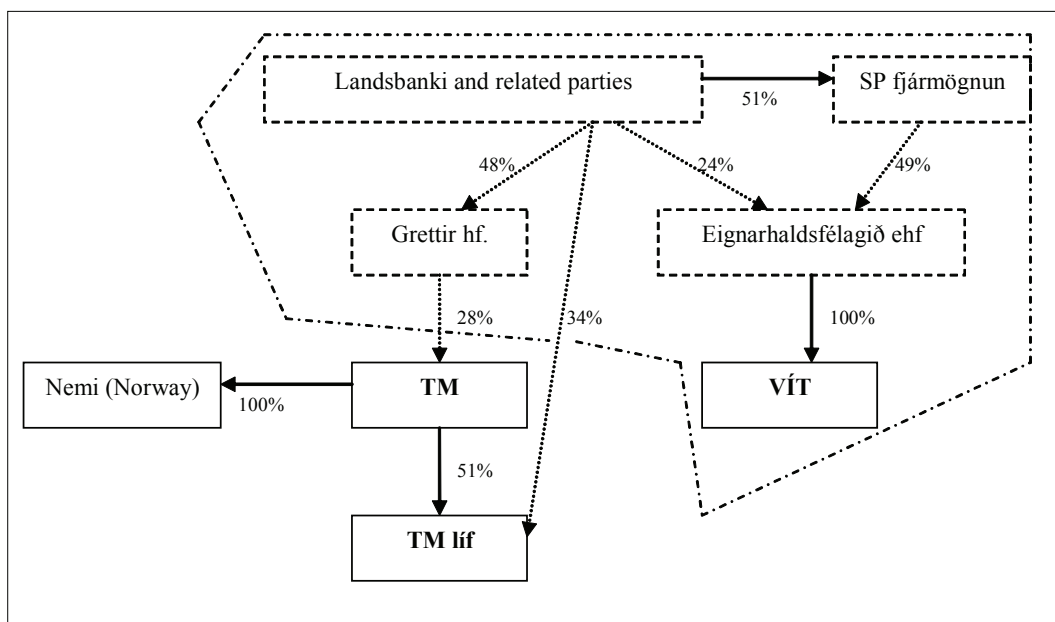 Landsbanki and related parties
SP fjármögnun
51%
48%
24%
49%
Grettir hf.
Eignarhaldsfélagið ehf
28%
34%
100%
Nemi (Norway)
TM
VÍT
100%
51%
TM líf